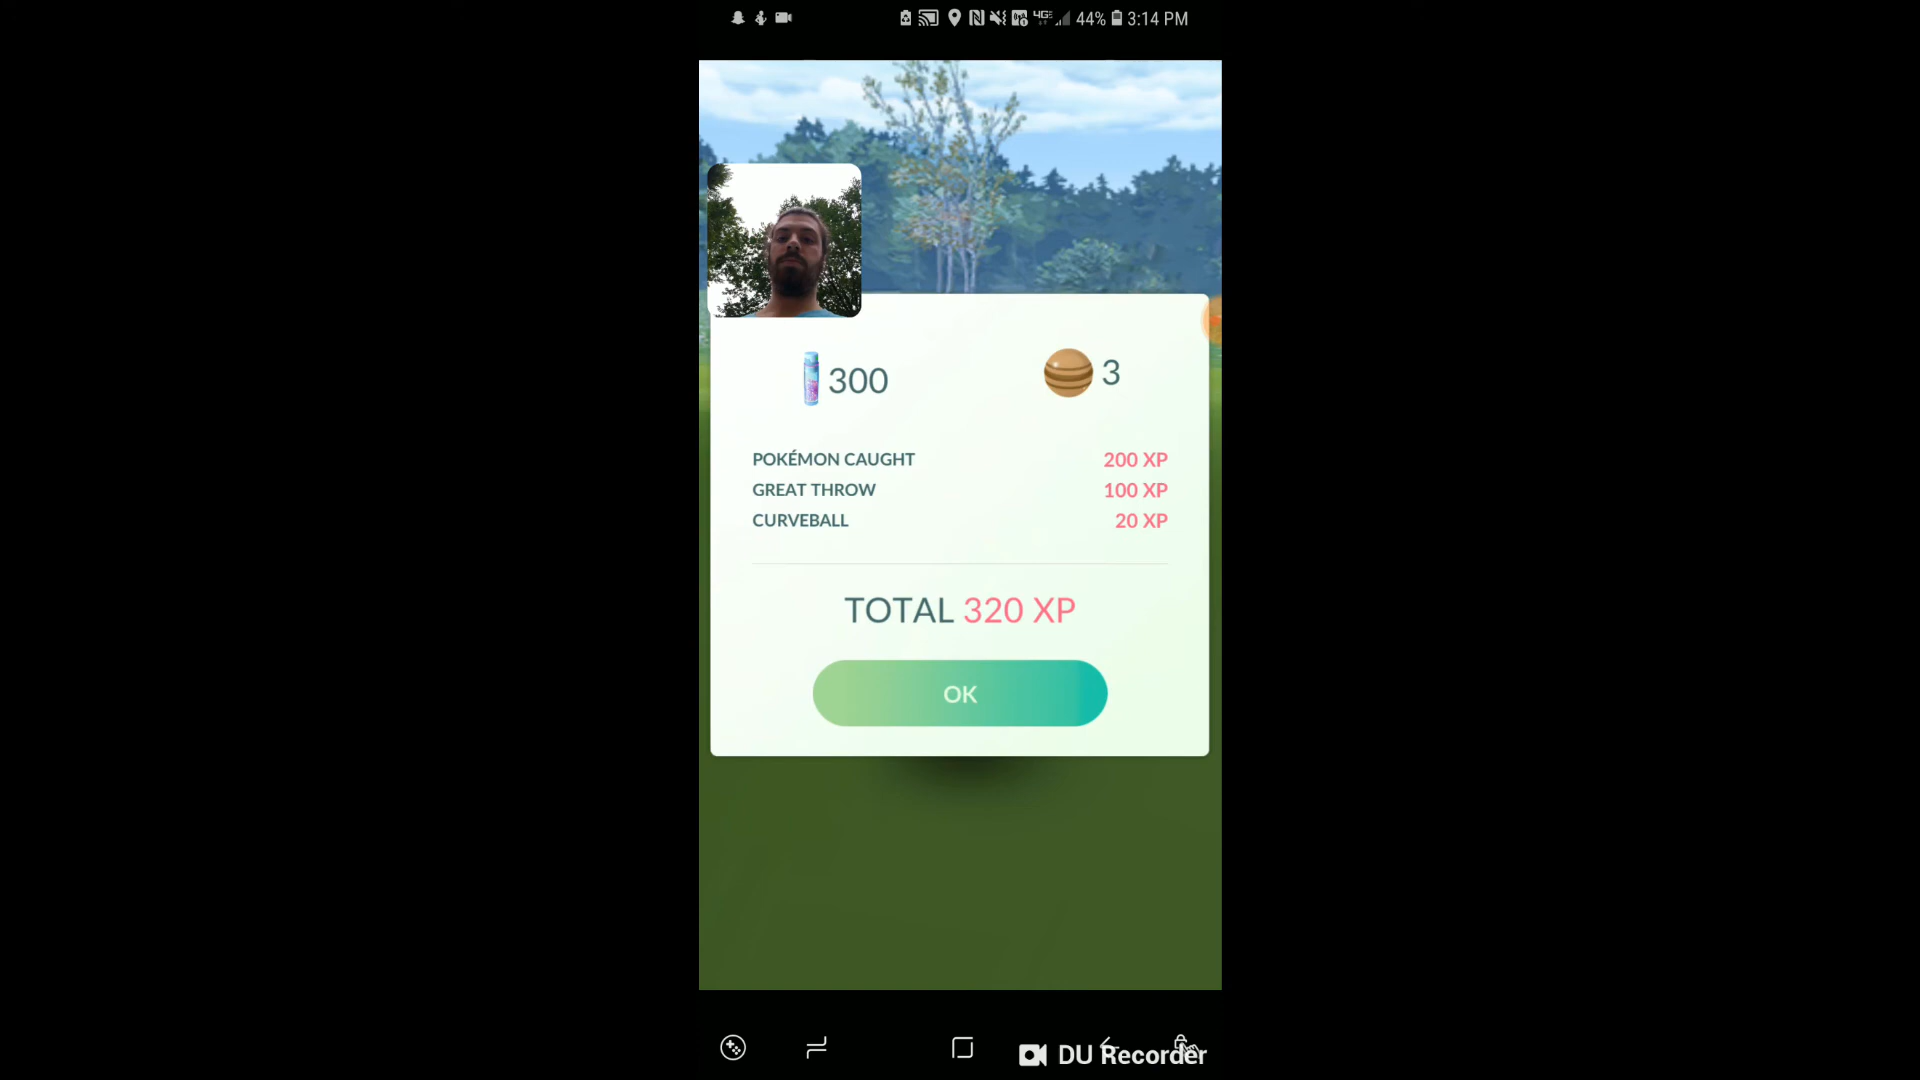 44% 3:14 PM
300
3
POKÉMON CAUGHT 200 XP
GREAT THROW 100 XP
CURVEBALL 20 XP
TOTAL 320 XP
OK
DU Recorder